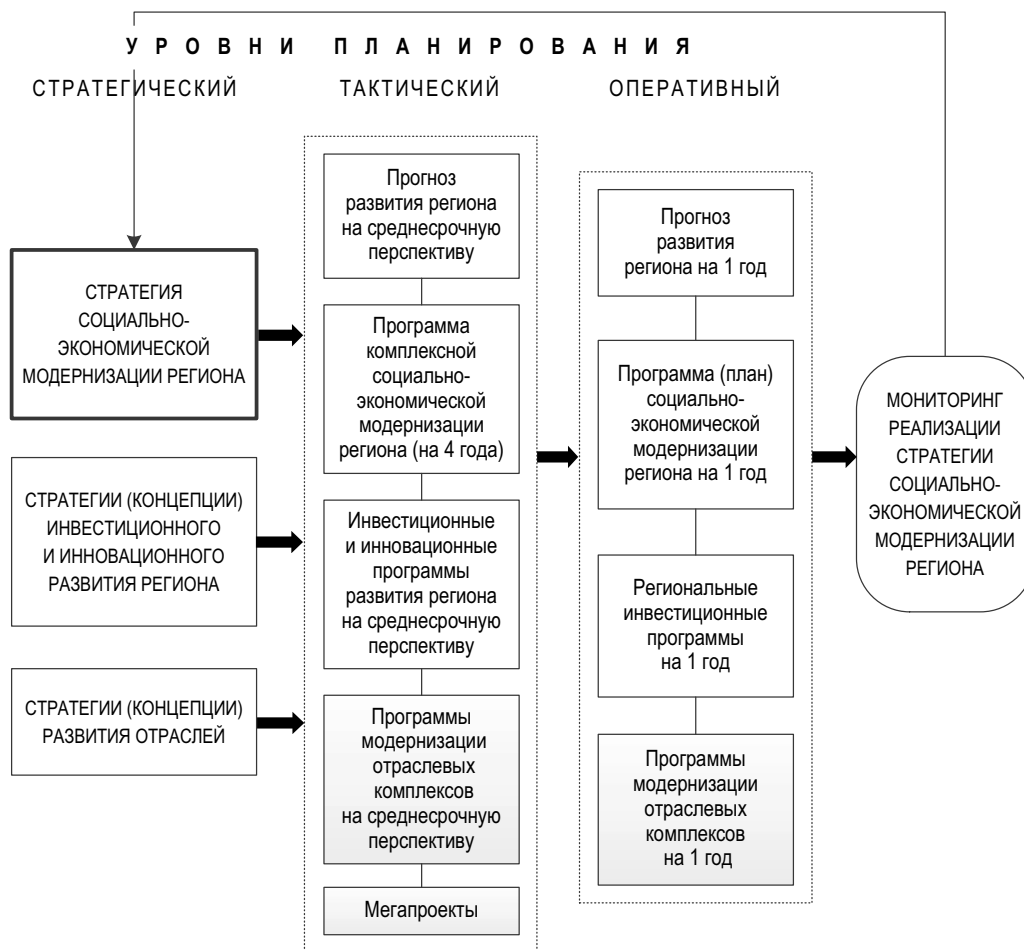 УРОВНИ ПЛАНИРОВАНИЯ
СТРАТЕГИЧЕСКИЙ
ТАКТИЧЕСКИЙ
ОПЕРАТИВНЫЙ
СТРАТЕГИЯ
СОЦИАЛЬНО-
ЭКОНОМИЧЕСКОЙ
МОДЕРНИЗАЦИИ РЕГИОНА
СТРАТЕГИИ (КОНЦЕПЦИИ)
ИНВЕСТИЦИОННОГО
И ИННОВАЦИОННОГО
РАЗВИТИЯ РЕГИОНА
СТРАТЕГИИ (КОНЦЕПЦИИ)
РАЗВИТИЯ ОТРАСЛЕЙ
Прогноз
развития региона
на среднесрочную
перспективу
Программа
комплексной
социально-
экономической
модернизации
региона (на 4 года)
Инвестиционные
и инновационные
программы
развития региона
на среднесрочную
перспективу
Программы
модернизации
отраслевых
комплексов
на среднесрочную
перспективу
Мегапроекты
Прогноз
развития
региона на 1 год
Программа (план)
социально-
экономической
модернизации
региона на 1 год
Региональные
инвестиционные
программы
на 1 год
Программы
модернизации
отраслевых
комплексов
на 1 год
МОНИТОРИНГ
РЕАЛИЗАЦИИ
СТРАТЕГИИ
СОЦИАЛЬНО-
ЭКОНОМИЧЕСКОЙ
МОДЕРНИЗАЦИИ
РЕГИОНА